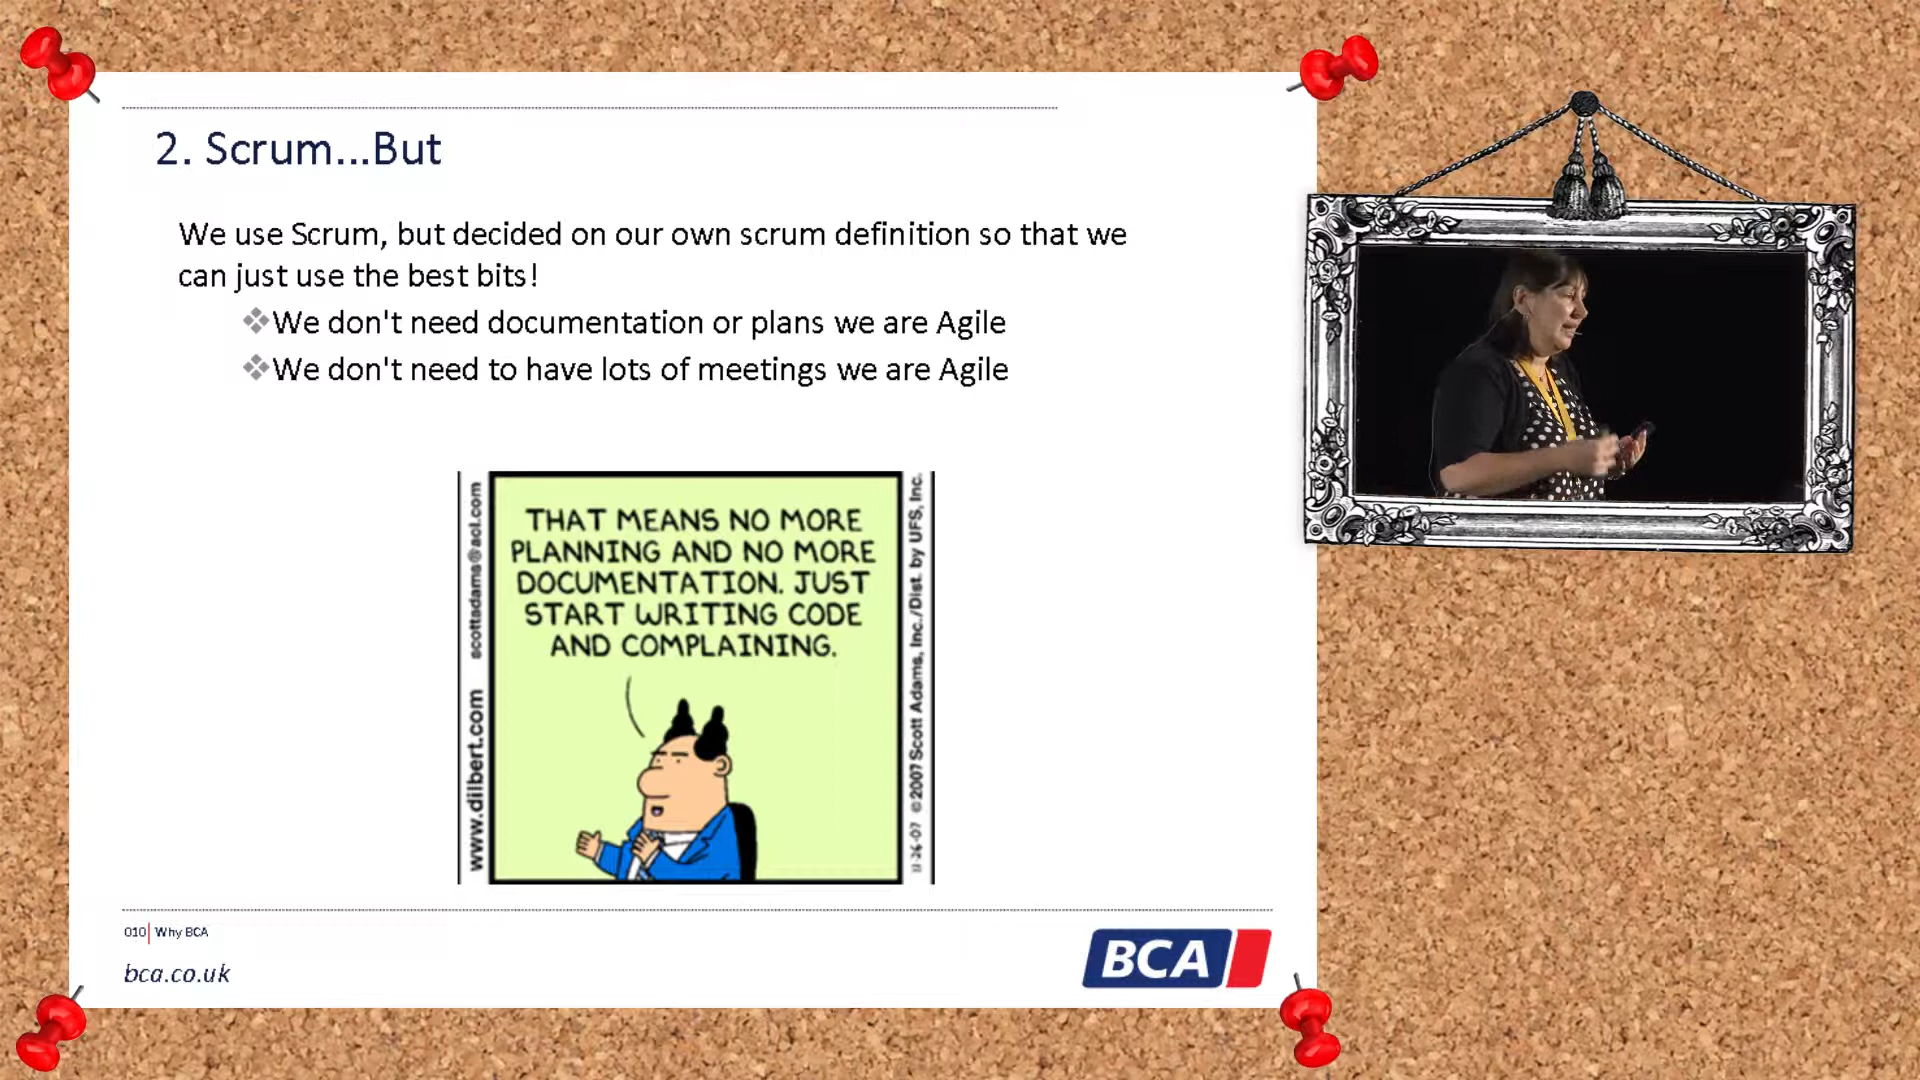 2. Scrum...But
We use Scrum, but decided on our own scrum definition so that we
can just use the best bits!
We don't need documentation or plans we are Agile
We don't need to have lots of meetings we are Agile
THAT MEANS NO MORE
PLANNING AND NO MORE
DOCUMENTATION. JUST
START WRITING CODE
AND COMPLAINING.
www.dilbert.com scottadams@aol.com
11-26-07 ©2007 Scott Adams, Inc./Dist. by UFS, Inc.
010 Why BCA
bca.co.uk
BCA